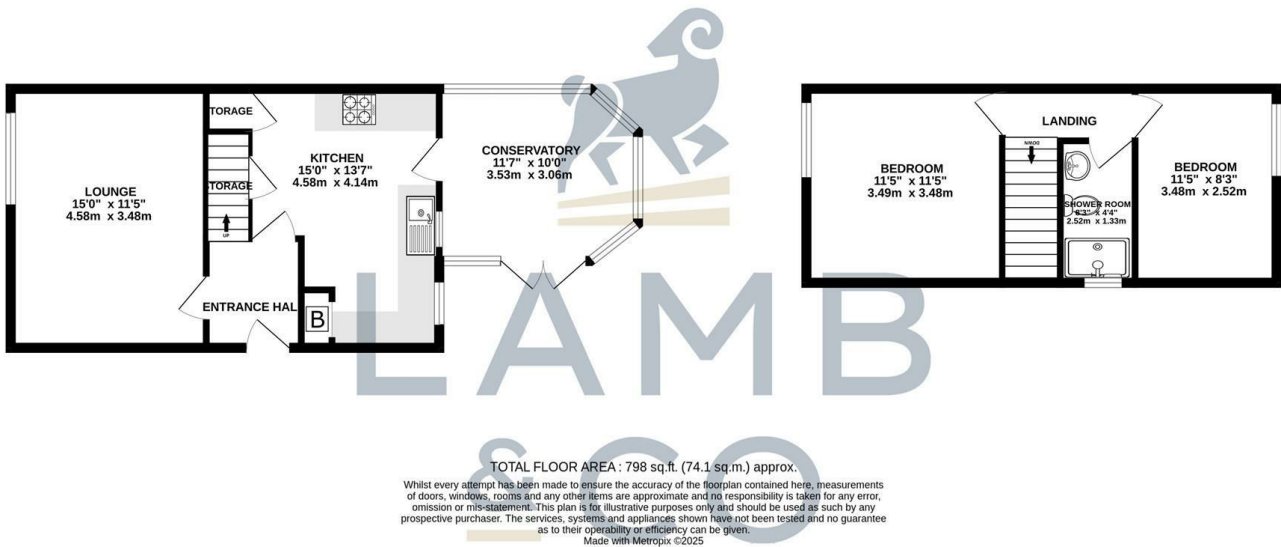 TORAGE
LOUNGE
15'0" x 11'5"
4.58m x 3.48m
TORAGE
UP
KITCHEN
15'0" x 13'7"
4.58m x 4.14m
ENTRANCE HAL
B
CONSERVATORY
11'7" x 10'0"
3.53m x 3.06m
BEDROOM
11'5" x 11'5"
3.49m x 3.48m
LANDING
DOWN
SHOWER ROOM
8'3" x 4'4"
2.52m x 1.33m
BEDROOM
11'5" x 8'3"
3.48m x 2.52m
LAMB
&CO
TOTAL FLOOR AREA : 798 sq.ft. (74.1 sq.m.) approx.
Whilst every attempt has been made to ensure the accuracy of the floorplan contained here, measurements
of doors, windows, rooms and any other items are approximate and no responsibility is taken for any error,
omission or mis-statement. This plan is for illustrative purposes only and should be used as such by any
prospective purchaser. The services, systems and appliances shown have not been tested and no guarantee
as to their operability or efficiency can be given.
Made with Metropix ©2025